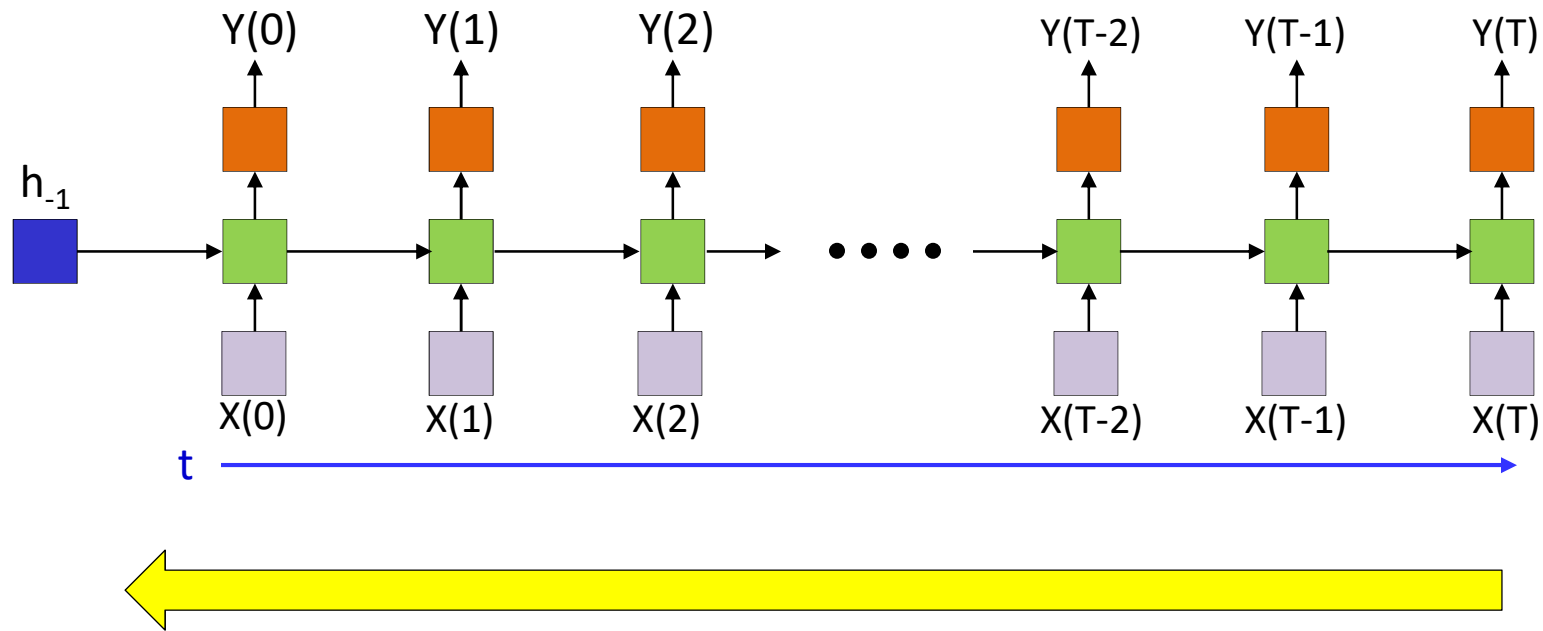 Y(0) Y(1) Y(2) Y(T-2) Y(T-1) Y(T)
h-1
X(0) X(1) X(2) X(T-2) X(T-1) X(T)
t